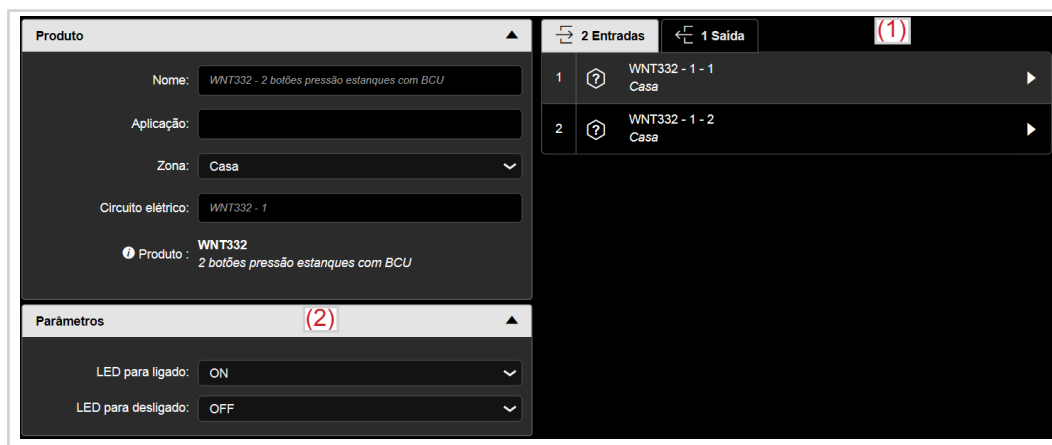 Produto
Nome: WNT332 - 2 botões pressão estanques com BCU
Aplicação:
Zona: Casa
Circuito elétrico: WNT332 - 1
Produto : WNT332
2 botões pressão estanques com BCU
Parâmetros (2)
LED para ligado: ON
LED para desligado: OFF
2 Entradas 1 Saída (1)
1 WNT332 - 1 - 1
Casa
2 WNT332 - 1 - 2
Casa